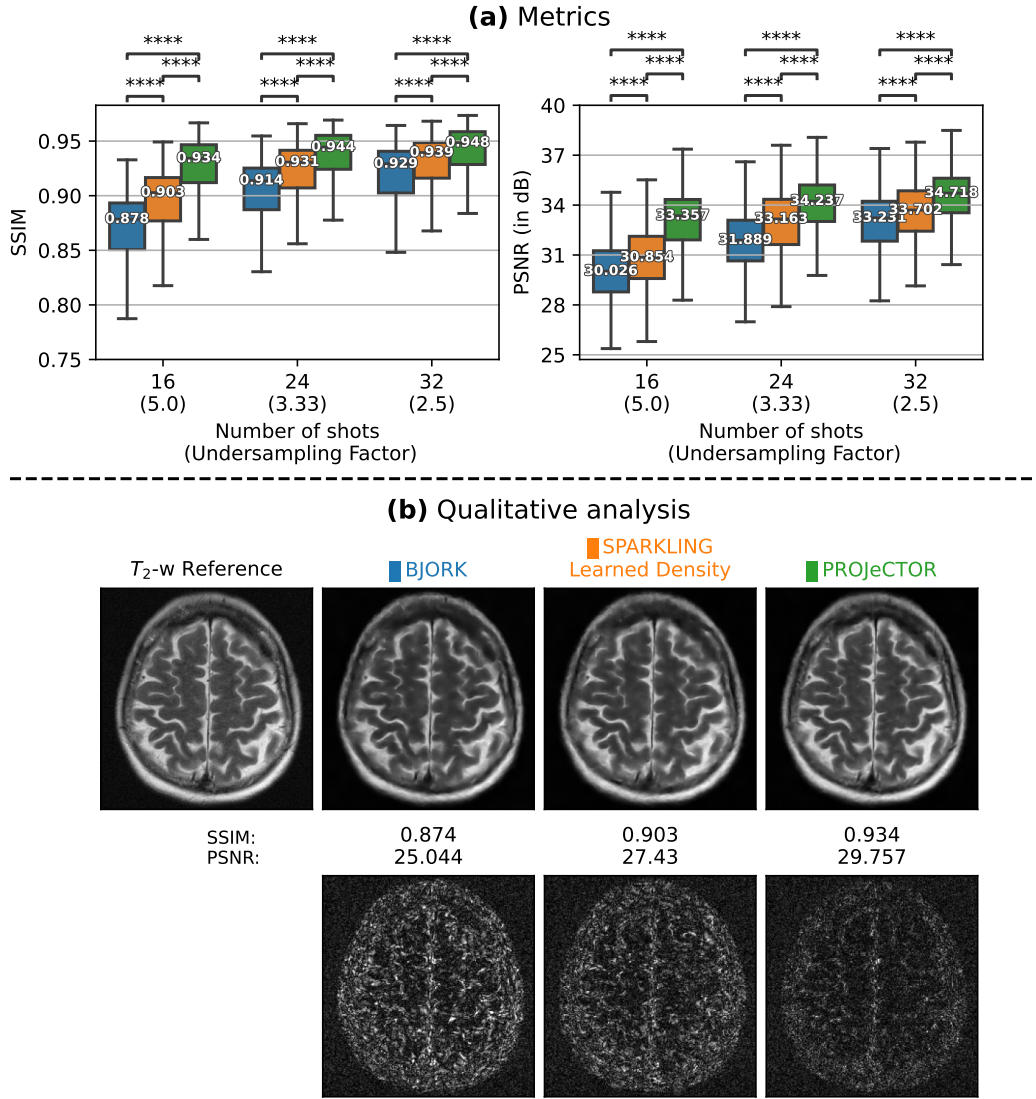 (a) Metrics
**** **** ****
**** **** ****
**** **** ****
0.95
0.90
0.85
0.80
0.75
SSIM
0.878
0.903
0.934
0.914
0.931
0.944
0.929
0.939
0.948
16 24 32
(5.0) (3.33) (2.5)
Number of shots
(Undersampling Factor)
**** **** ****
**** **** ****
**** **** ****
40
37
34
31
28
25
PSNR (in dB)
30.026
30.854
33.357
31.889
33.163
34.237
33.231
33.702
34.718
16 24 32
(5.0) (3.33) (2.5)
Number of shots
(Undersampling Factor)
(b) Qualitative analysis
T2-w Reference
BJORK
SPARKLING
Learned Density
PROJeCTOR
SSIM: 0.874 0.903 0.934
PSNR: 25.044 27.43 29.757